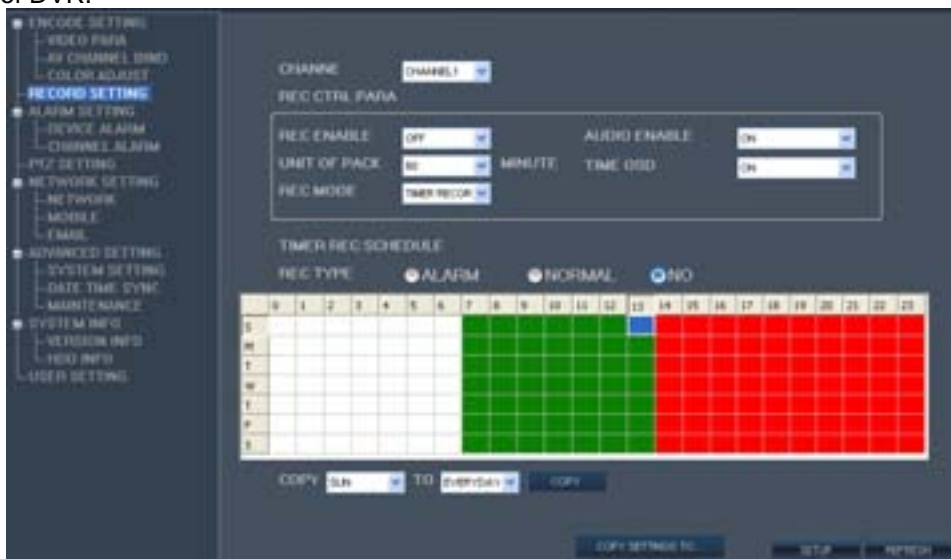 of DVR.
ENCODE SETTING
VIDEO PARA
AV CHANNEL BIND
COLOR ADJUST
RECORD SETTING
ALARM SETTING
DEVICE ALARM
CHANNEL ALARM
PTZ SETTING
NETWORK SETTING
NETWORK
MOBILE
EMAIL
ADVANCED SETTING
SYSTEM SETTING
DATE TIME SYNC
MAINTENANCE
SYSTEM INFO
VERSION INFO
HDD INFO
USER SETTING
CHANNE CHANNEL1
REC CTRL PARA
REC ENABLE OFF AUDIO ENABLE ON
UNIT OF PACK 60 MINUTE TIME OSD ON
REC MODE TIMER RECOR
TIMER REC SCHEDULE
REC TYPE ALARM NORMAL NO
0 1 2 3 4 5 6 7 8 9 10 11 12 13 14 15 16 17 18 19 20 21 22 23
S
M
T
W
T
F
S
COPY SUN TO EVERYDAY COPY
COPY SETTINGS TO...
SETUP REFRESH